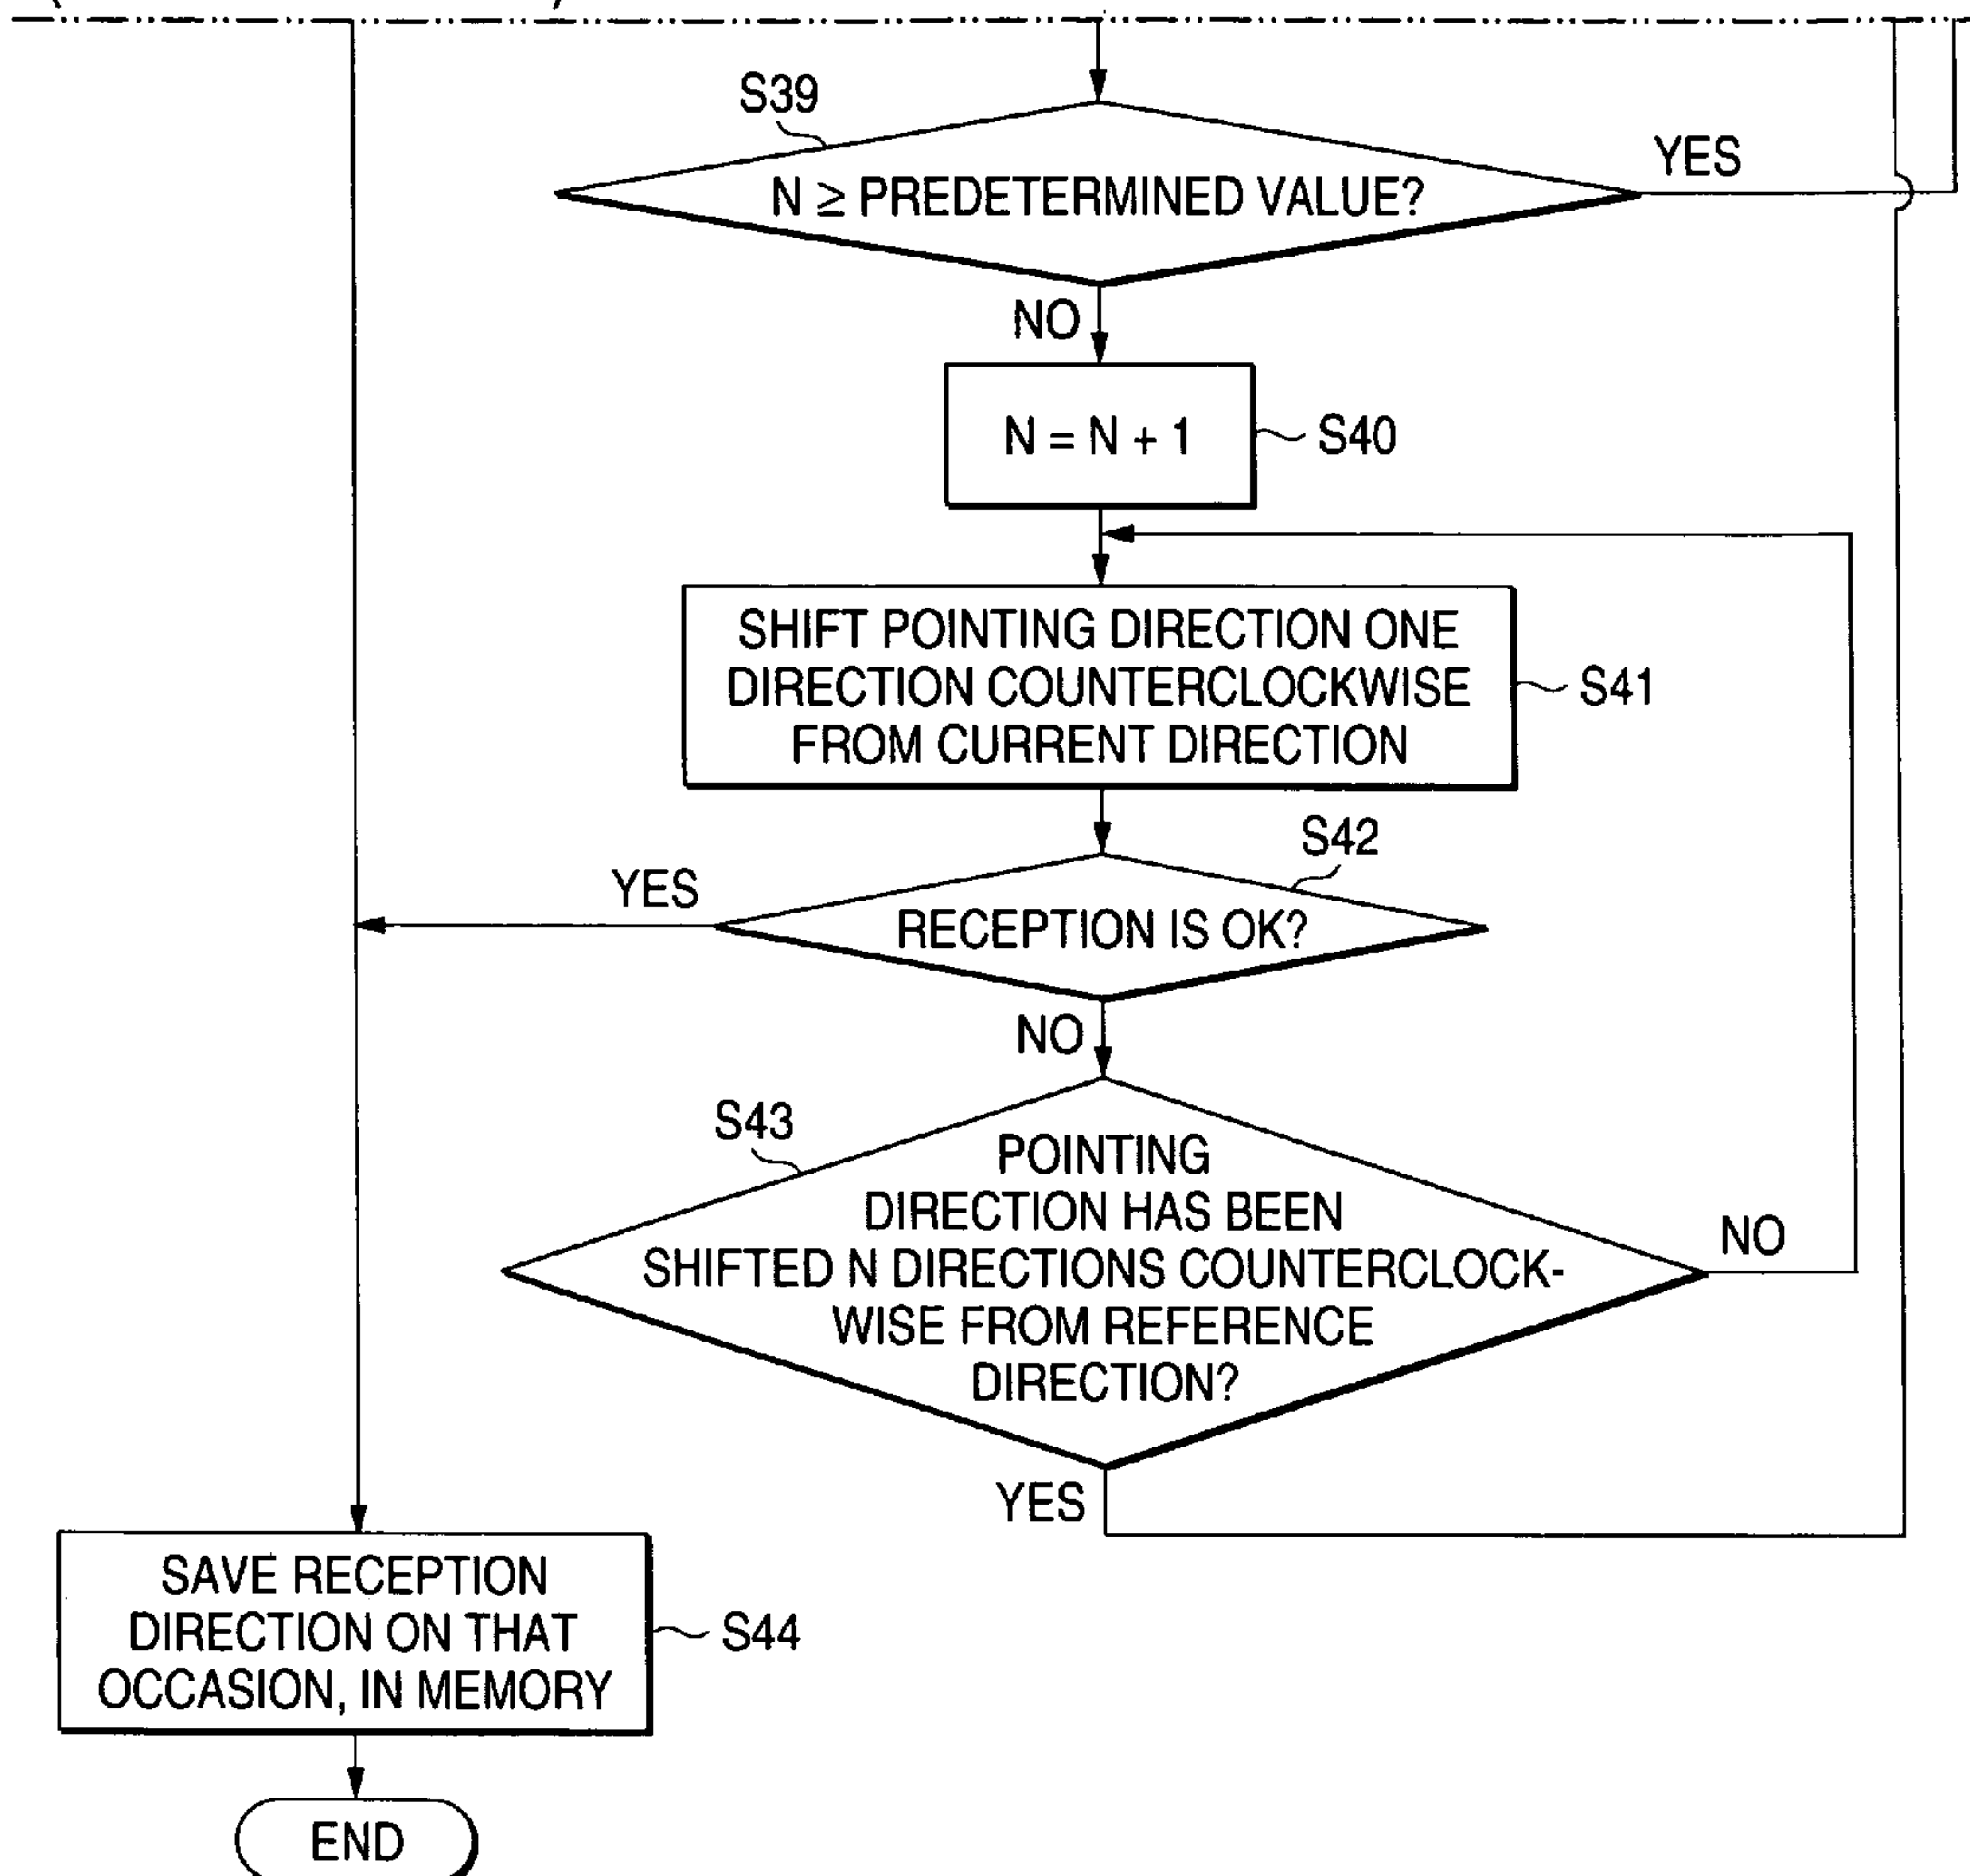 S39
YES
N ≥ PREDETERMINED VALUE?
NO
N = N + 1
S40
SHIFT POINTING DIRECTION ONE
DIRECTION COUNTERCLOCKWISE
FROM CURRENT DIRECTION
S41
S42
YES
RECEPTION IS OK?
NO
S43
POINTING
DIRECTION HAS BEEN
SHIFTED N DIRECTIONS COUNTERCLOCK-
WISE FROM REFERENCE
DIRECTION?
NO
YES
SAVE RECEPTION
DIRECTION ON THAT
OCCASION, IN MEMORY
S44
END